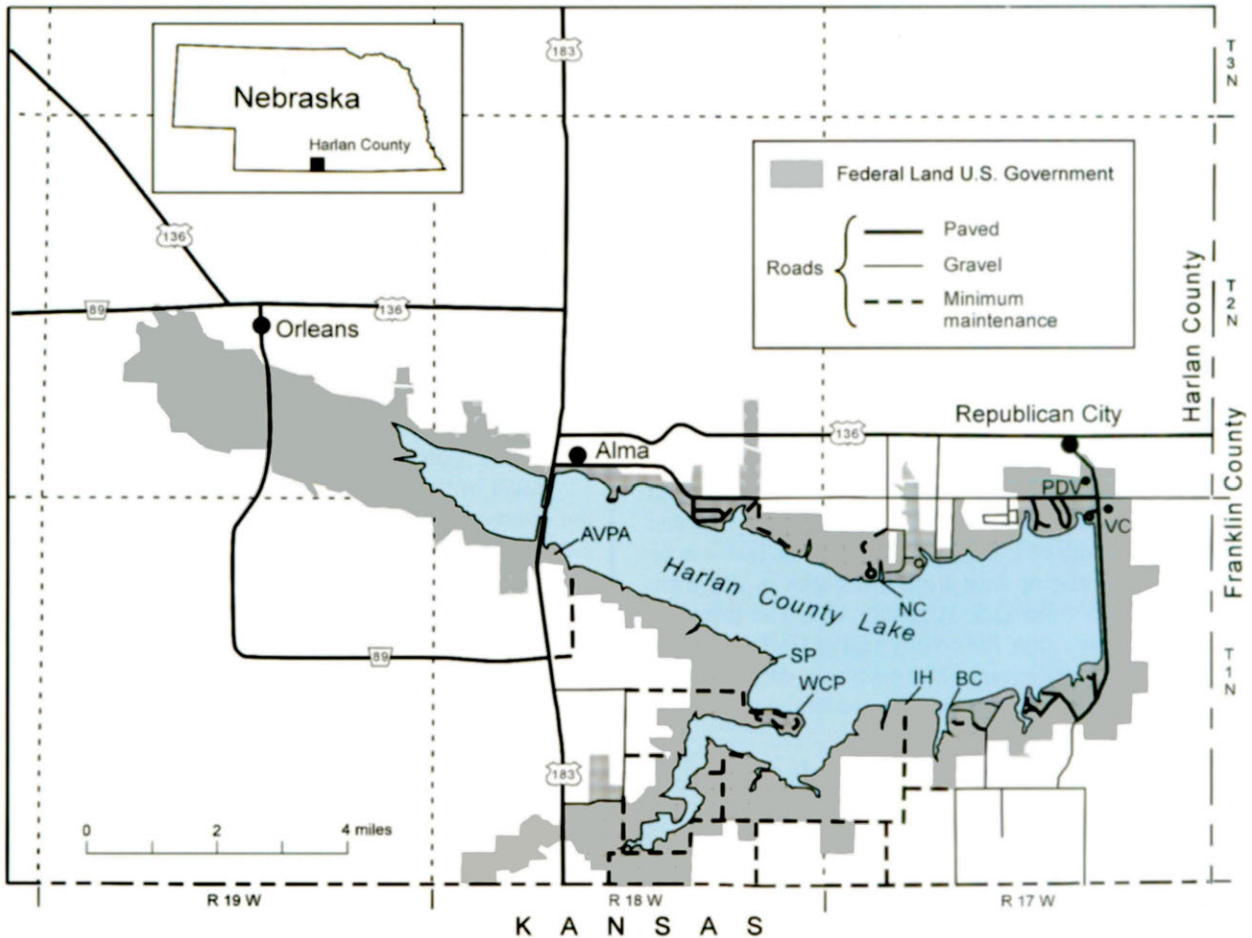 183
T
3
N
Nebraska
Harlan County
Federal Land U.S. Government
Roads
Paved
Gravel
Minimum
maintenance
136
89
136
Orleans
T
2
N
Harlan County
Franklin County
Republican City
136
Alma
PDV
VC
AVPA
Harlan County Lake
NC
89
SP
WCP
IH
BC
T
1
N
183
0 2 4 miles
R 19 W
R 18 W
R 17 W
KANSAS